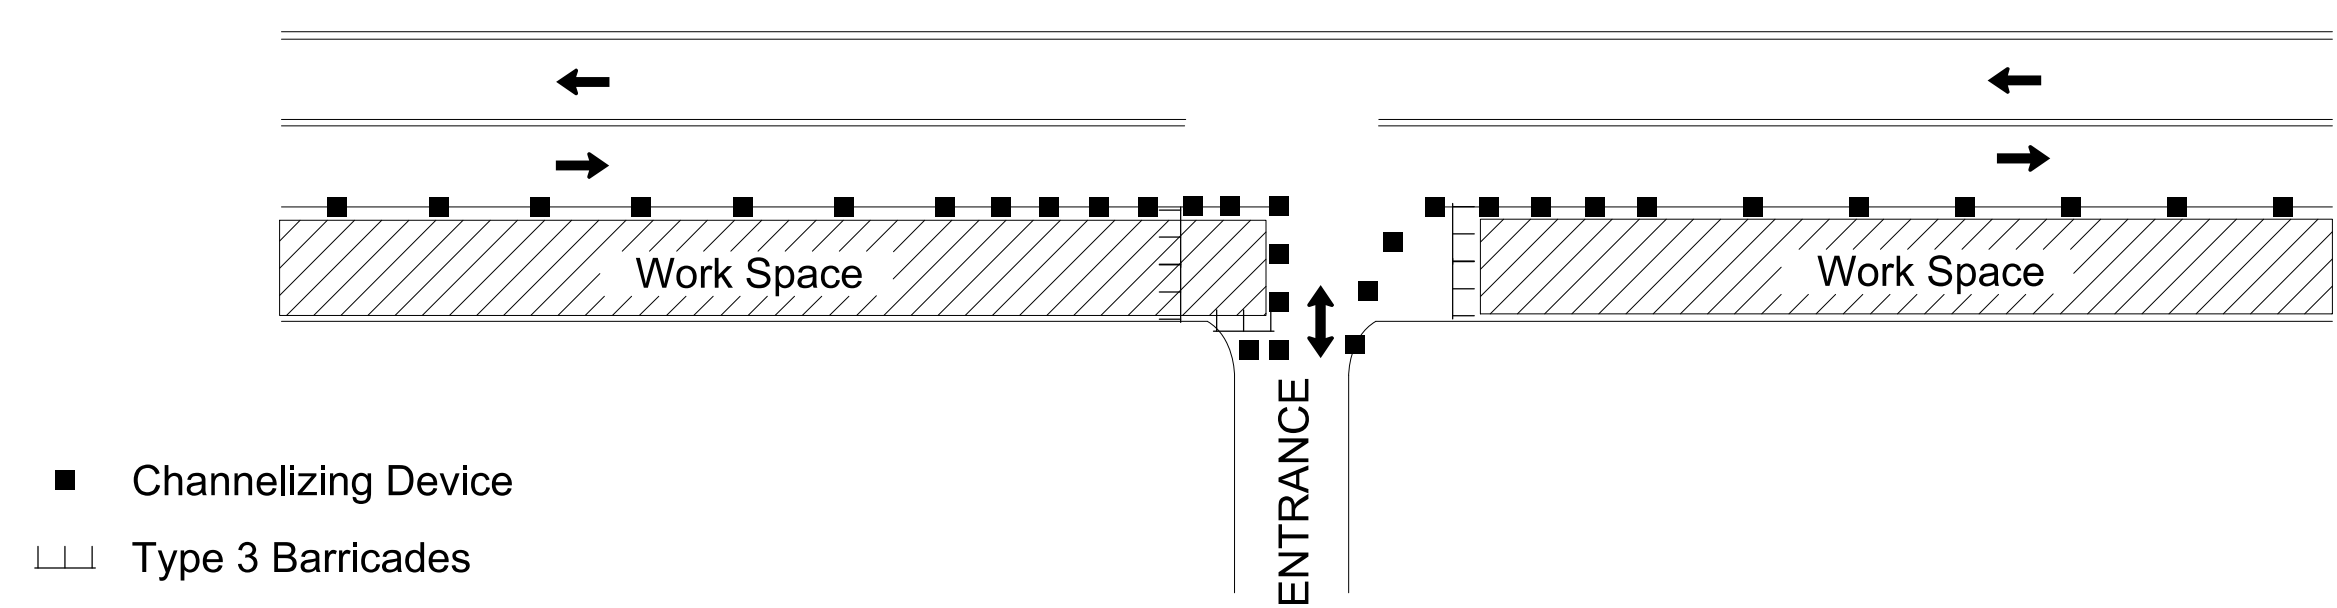 Work Space
Work Space
ENTRANCE
Channelizing Device
Type 3 Barricades